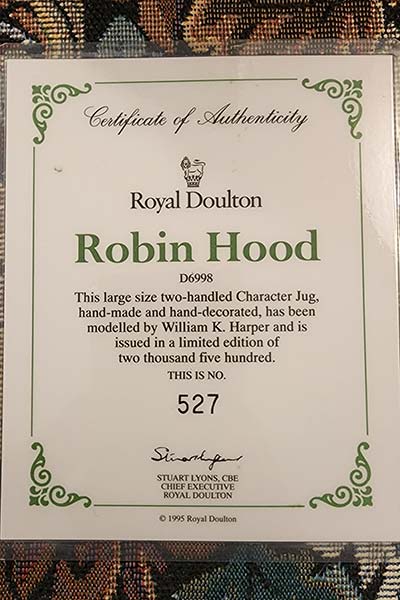 Certificate of Authenticity
Royal Doulton
Robin Hood
D6998
This large size two-handled Character Jug,
hand-made and hand-decorated, has been
modelled by William K. Harper and is
issued in a limited edition of
two thousand five hundred.
THIS IS NO.
527
Stuart Lyons
STUART LYONS, CBE
CHIEF EXECUTIVE
ROYAL DOULTON
© 1995 Royal Doulton